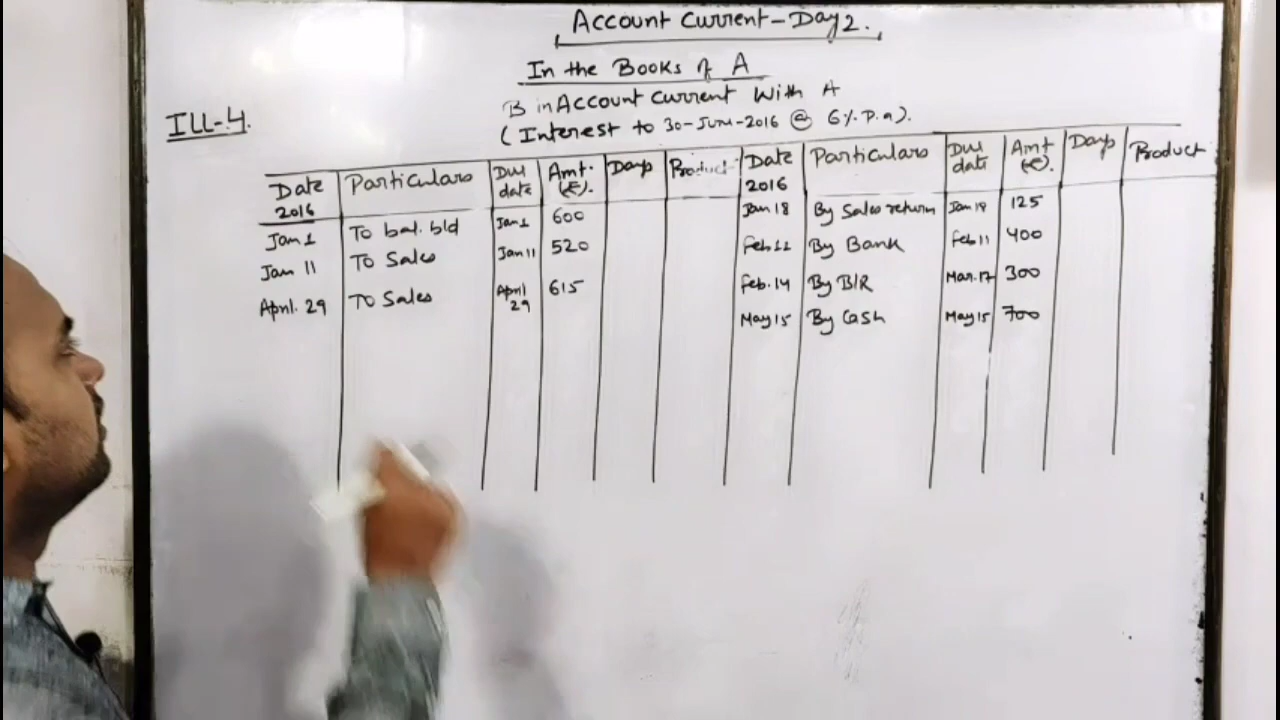 Account Current-Day 2.
In the Books of A
B in Account Current With A
ILL-4.
(Interest to 30-June-2016 @ 6%.P.a).
Date 2016 Particulars Due date Amt. (₹). Days Product Date 2016 Particulars Due date Amt (₹). Days Product
Jan 1 To bal. bld Jan 1 600 Jan 18 By Sales return Jan 18 125
Jan 11 To Sales Jan 11 520 Feb 11 By Bank Feb 11 400
April. 29 To Sales April 29 615 Feb.14 By B/R Mar.17 300
May 15 By Cash May 15 700